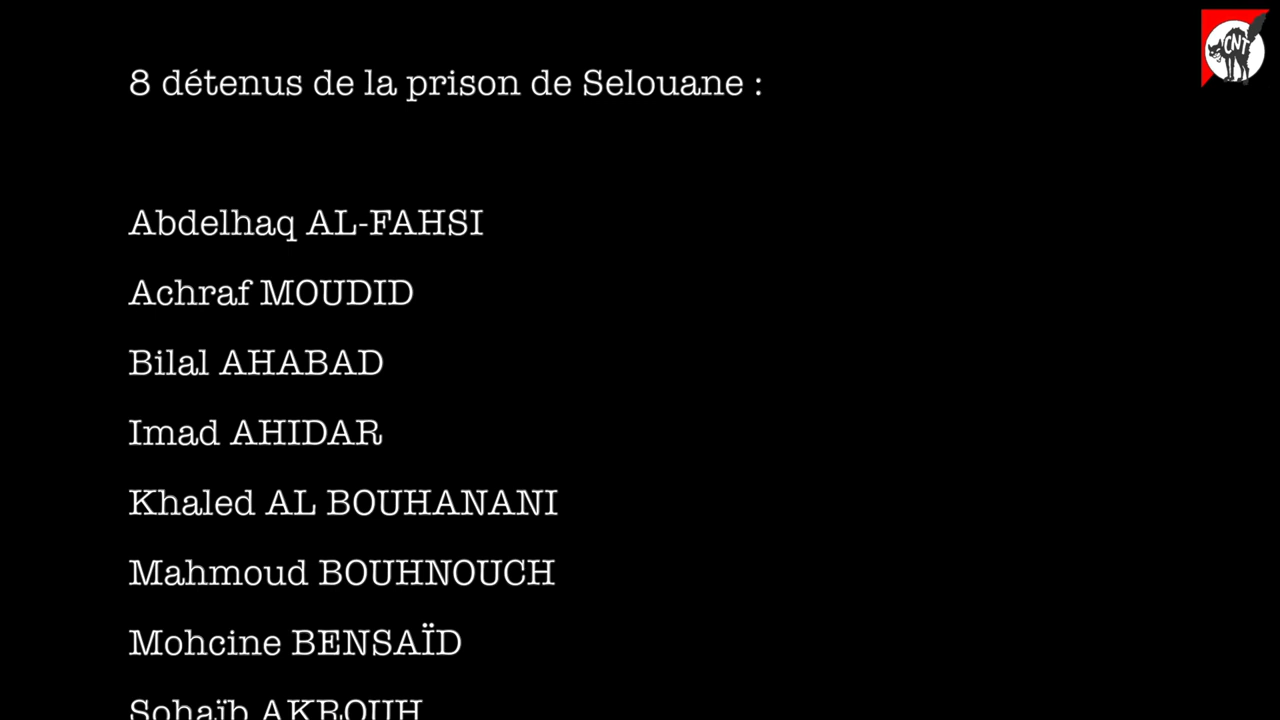 8 détenus de la prison de Selouane :
CNT
Abdelhaq AL-FAHSI
Achraf MOUDID
Bilal AHABAD
Imad AHIDAR
Khaled AL BOUHANANI
Mahmoud BOUHNOUCH
Mohcine BENSAÏD
Sohaïb AKROUH